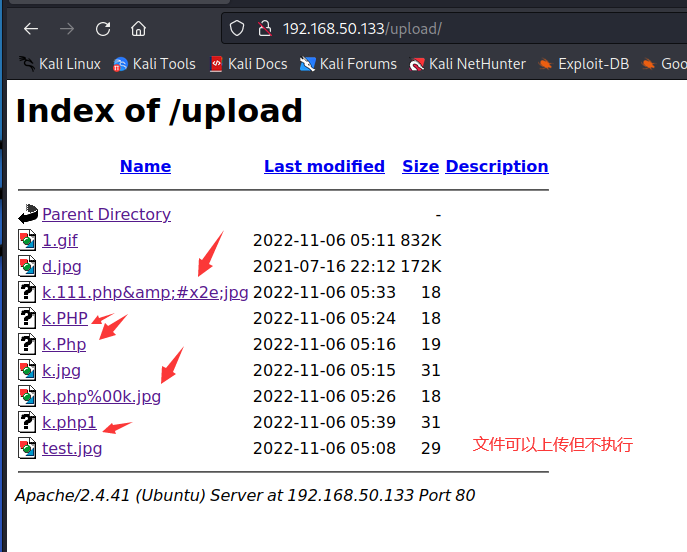 192.168.50.133/upload/
Kali Linux Kali Tools Kali Docs Kali Forums Kali NetHunter Exploit-DB Goo
Index of /upload
Name Last modified Size Description
Parent Directory -
1.gif 2022-11-06 05:11 832K
d.jpg 2021-07-16 22:12 172K
k.111.php&amp;#x2e;jpg 2022-11-06 05:33 18
k.PHP 2022-11-06 05:24 18
k.Php 2022-11-06 05:16 19
k.jpg 2022-11-06 05:15 31
k.php%00k.jpg 2022-11-06 05:26 18
k.php1 2022-11-06 05:39 31
test.jpg 2022-11-06 05:08 29
文件可以上传但不执行
Apache/2.4.41 (Ubuntu) Server at 192.168.50.133 Port 80